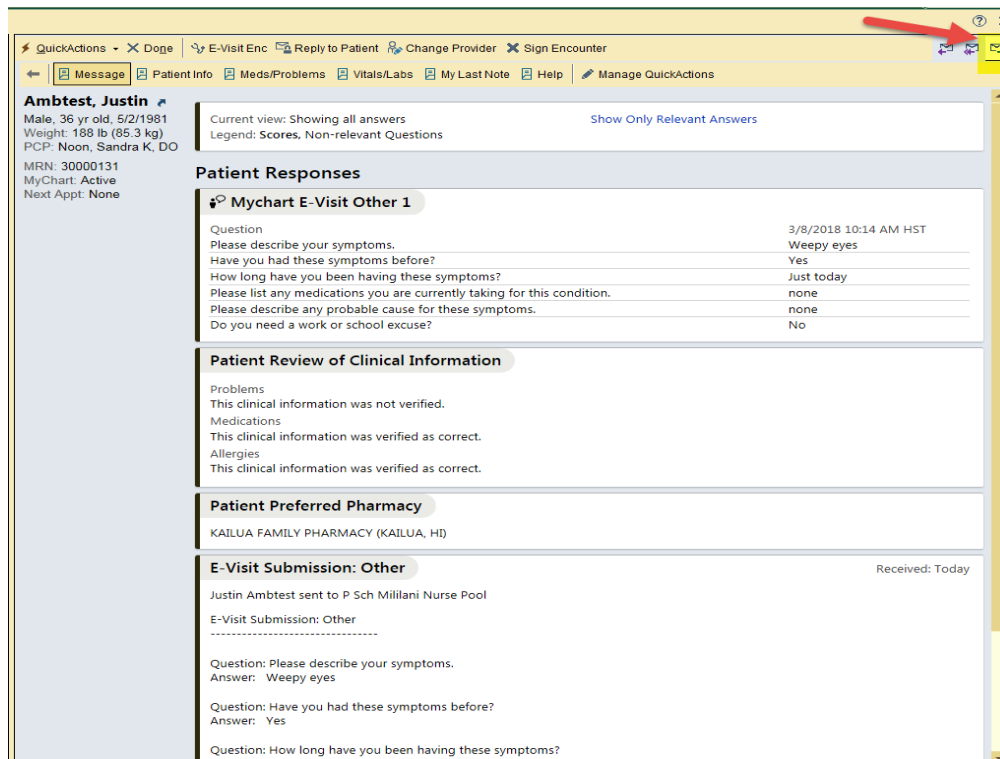 QuickActions Done E-Visit Enc Reply to Patient Change Provider Sign Encounter
Message Patient Info Meds/Problems Vitals/Labs My Last Note Help Manage QuickActions
Ambtest, Justin
Male, 36 yr old, 5/2/1981
Weight: 188 lb (85.3 kg)
PCP: Noon, Sandra K, DO
MRN: 30000131
MyChart: Active
Next Appt: None
Current view: Showing all answers Show Only Relevant Answers
Legend: Scores, Non-relevant Questions
Patient Responses
Mychart E-Visit Other 1
Question 3/8/2018 10:14 AM HST
Please describe your symptoms. Weepy eyes
Have you had these symptoms before? Yes
How long have you been having these symptoms? Just today
Please list any medications you are currently taking for this condition. none
Please describe any probable cause for these symptoms. none
Do you need a work or school excuse? No
Patient Review of Clinical Information
Problems
This clinical information was not verified.
Medications
This clinical information was verified as correct.
Allergies
This clinical information was verified as correct.
Patient Preferred Pharmacy
KAILUA FAMILY PHARMACY (KAILUA, HI)
E-Visit Submission: Other Received: Today
Justin Ambtest sent to P Sch Mililani Nurse Pool
E-Visit Submission: Other
--------------------------------
Question: Please describe your symptoms.
Answer: Weepy eyes
Question: Have you had these symptoms before?
Answer: Yes
Question: How long have you been having these symptoms?